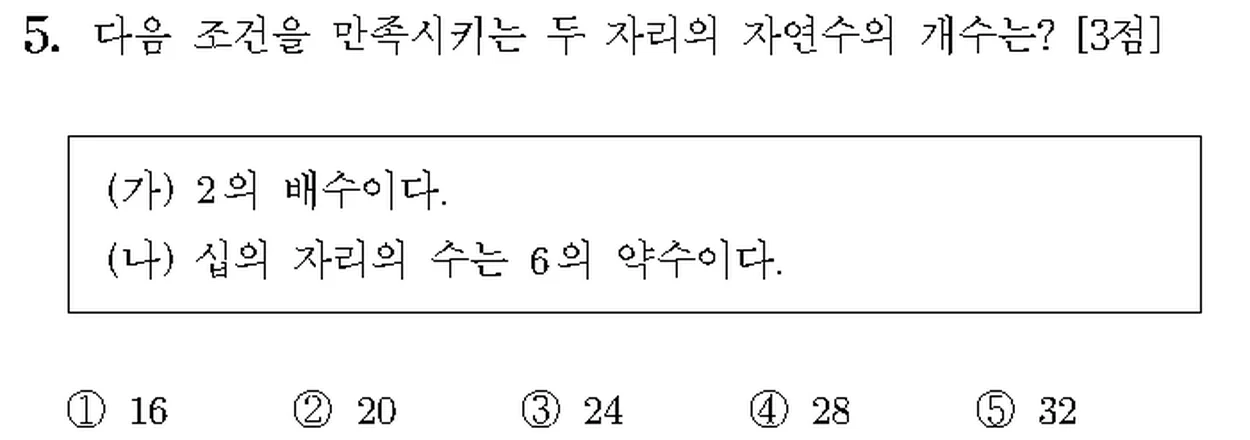 5. 다음 조건을 만족시키는 두 자리의 자연수의 개수는? [3점]
(가) 2의 배수이다.
(나) 십의 자리의 수는 6의 약수이다.
① 16 ② 20 ③ 24 ④ 28 ⑤ 32